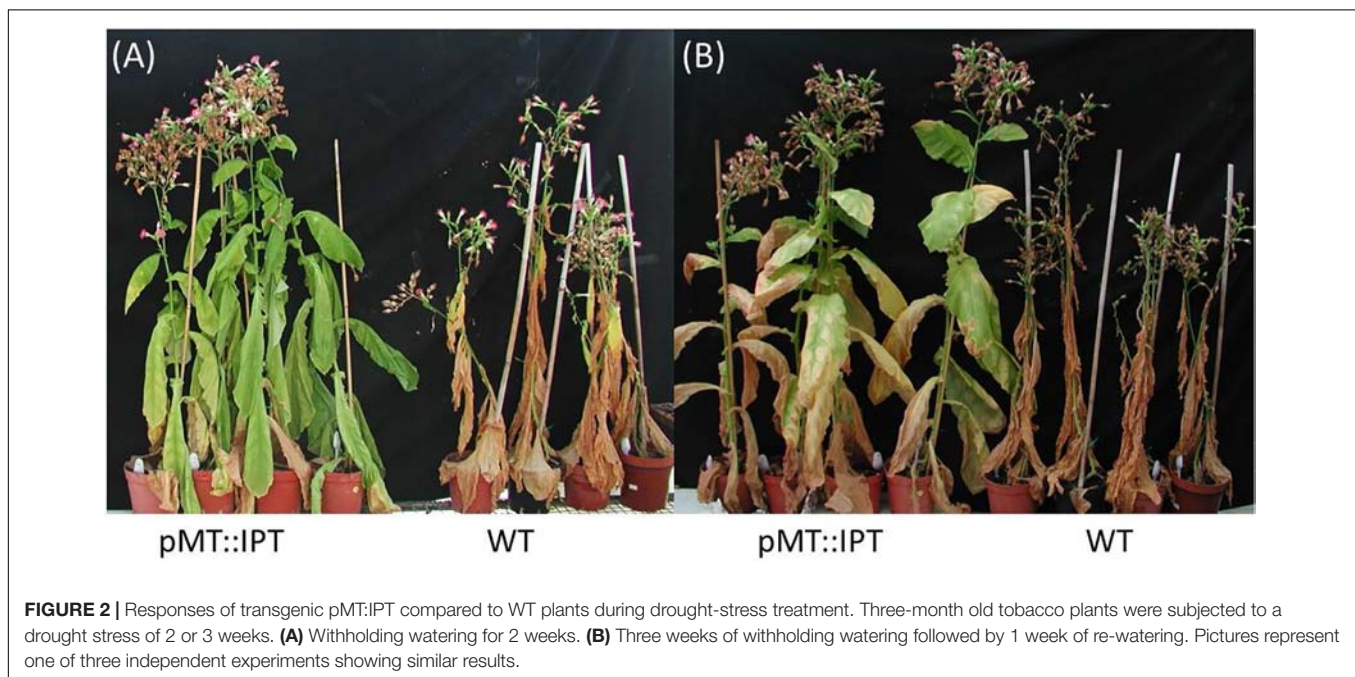 (A) (B)
pMT::IPT WT pMT::IPT WT
FIGURE 2 | Responses of transgenic pMT:IPT compared to WT plants during drought-stress treatment. Three-month old tobacco plants were subjected to a
drought stress of 2 or 3 weeks. (A) Withholding watering for 2 weeks. (B) Three weeks of withholding watering followed by 1 week of re-watering. Pictures represent
one of three independent experiments showing similar results.